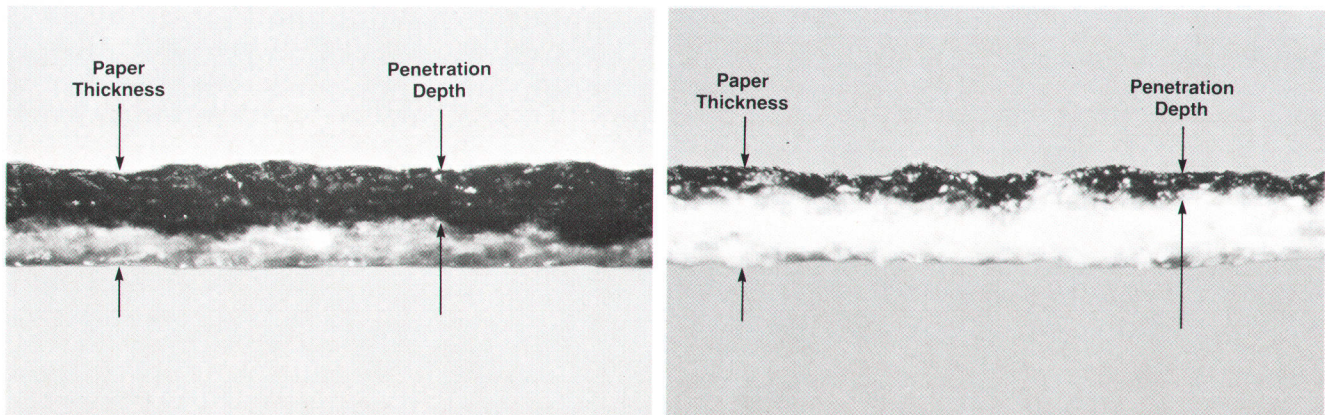 Paper
Thickness
Penetration
Depth
Paper
Thickness
Penetration
Depth